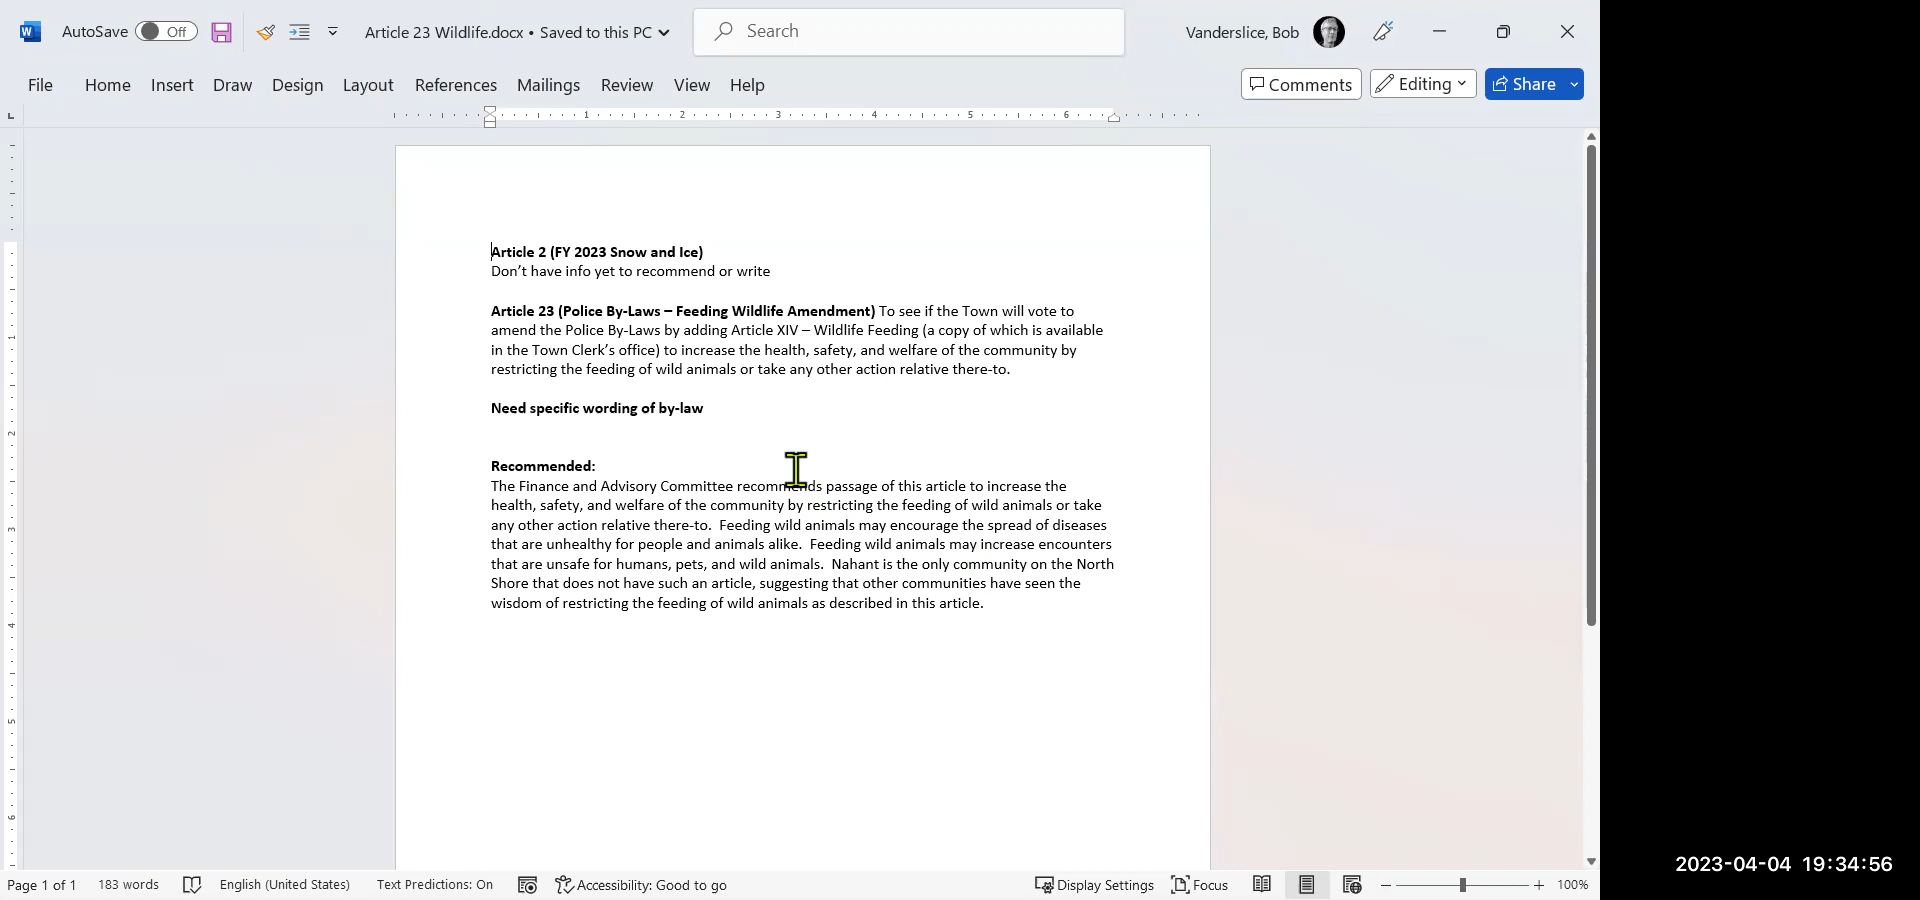 AutoSave Off Article 23 Wildlife.docx • Saved to this PC Search Vanderslice, Bob
File Home Insert Draw Design Layout References Mailings Review View Help Comments Editing Share
1 2 3 4 5 6
Article 2 (FY 2023 Snow and Ice)
Don’t have info yet to recommend or write
Article 23 (Police By-Laws – Feeding Wildlife Amendment) To see if the Town will vote to
amend the Police By-Laws by adding Article XIV – Wildlife Feeding (a copy of which is available
in the Town Clerk’s office) to increase the health, safety, and welfare of the community by
restricting the feeding of wild animals or take any other action relative there-to.
Need specific wording of by-law
Recommended:
The Finance and Advisory Committee recommends passage of this article to increase the
health, safety, and welfare of the community by restricting the feeding of wild animals or take
any other action relative there-to.  Feeding wild animals may encourage the spread of diseases
that are unhealthy for people and animals alike.  Feeding wild animals may increase encounters
that are unsafe for humans, pets, and wild animals.  Nahant is the only community on the North
Shore that does not have such an article, suggesting that other communities have seen the
wisdom of restricting the feeding of wild animals as described in this article.
1
2
3
4
5
6
Page 1 of 1 183 words English (United States) Text Predictions: On Accessibility: Good to go Display Settings Focus 100%
2023-04-04 19:34:56